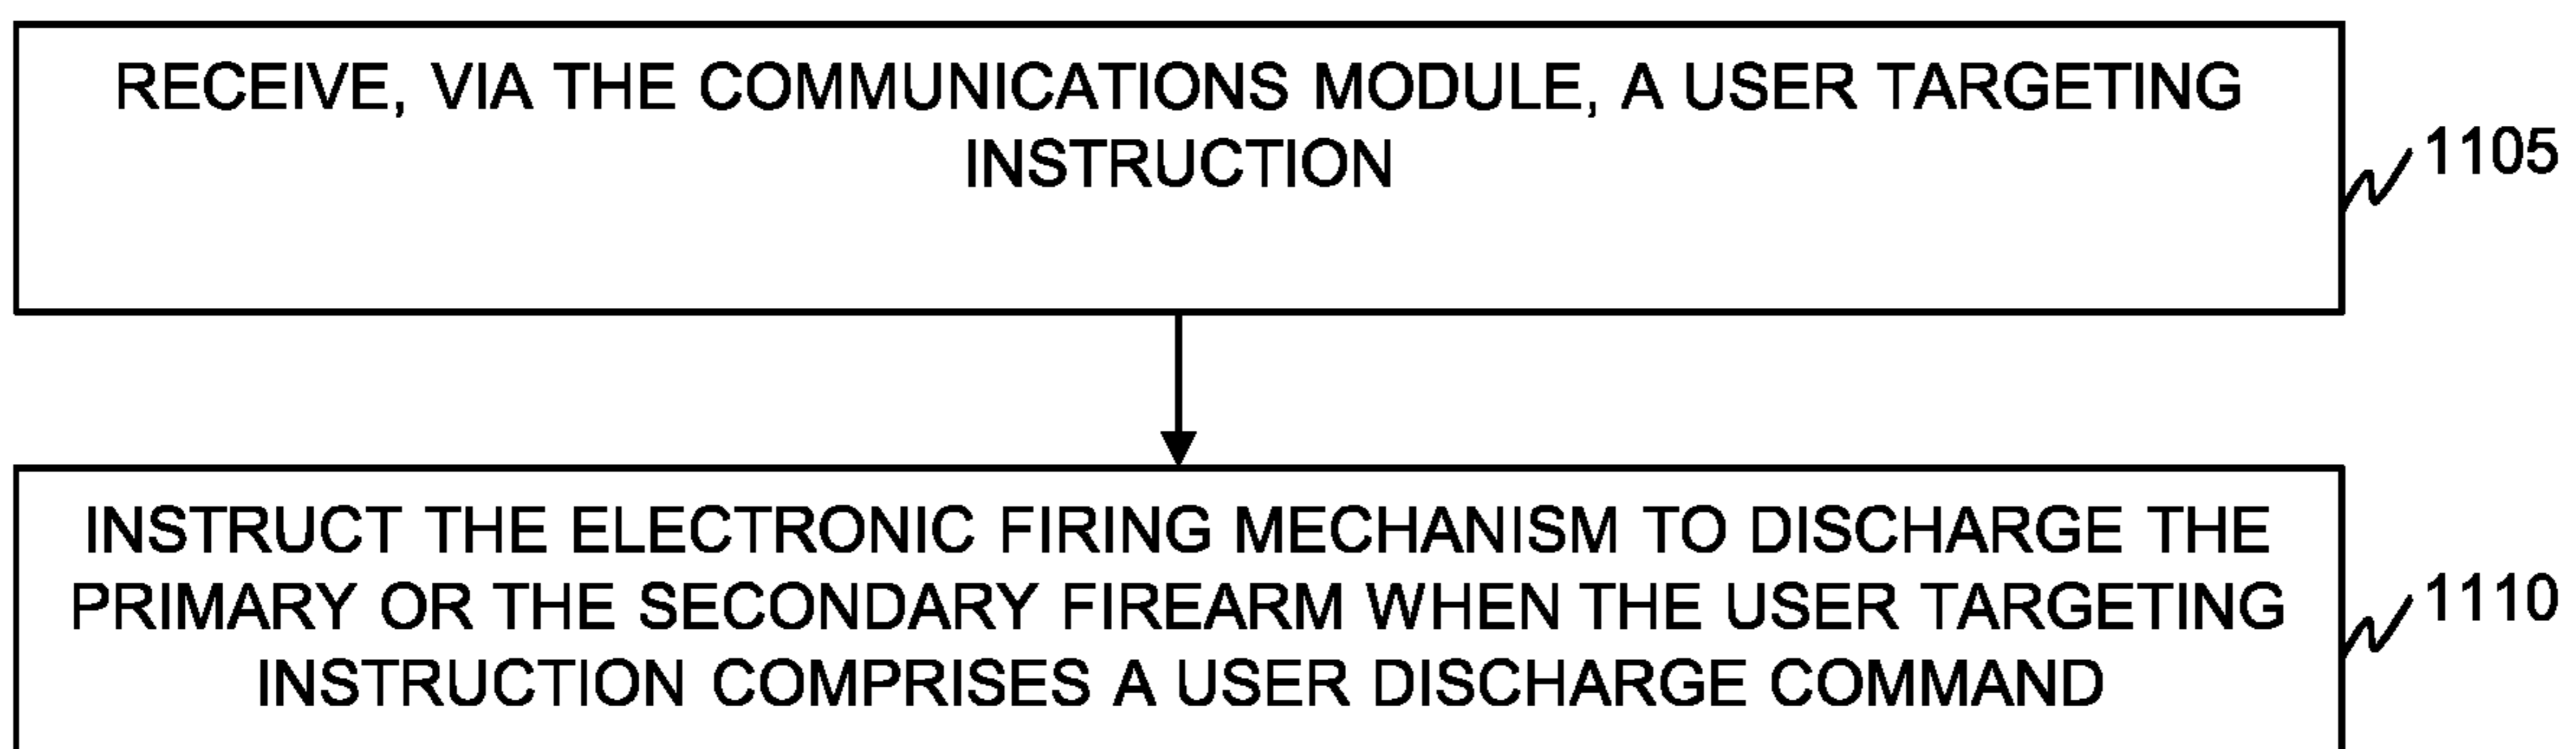 RECEIVE, VIA THE COMMUNICATIONS MODULE, A USER TARGETING
INSTRUCTION
1105
INSTRUCT THE ELECTRONIC FIRING MECHANISM TO DISCHARGE THE
PRIMARY OR THE SECONDARY FIREARM WHEN THE USER TARGETING
INSTRUCTION COMPRISES A USER DISCHARGE COMMAND
1110